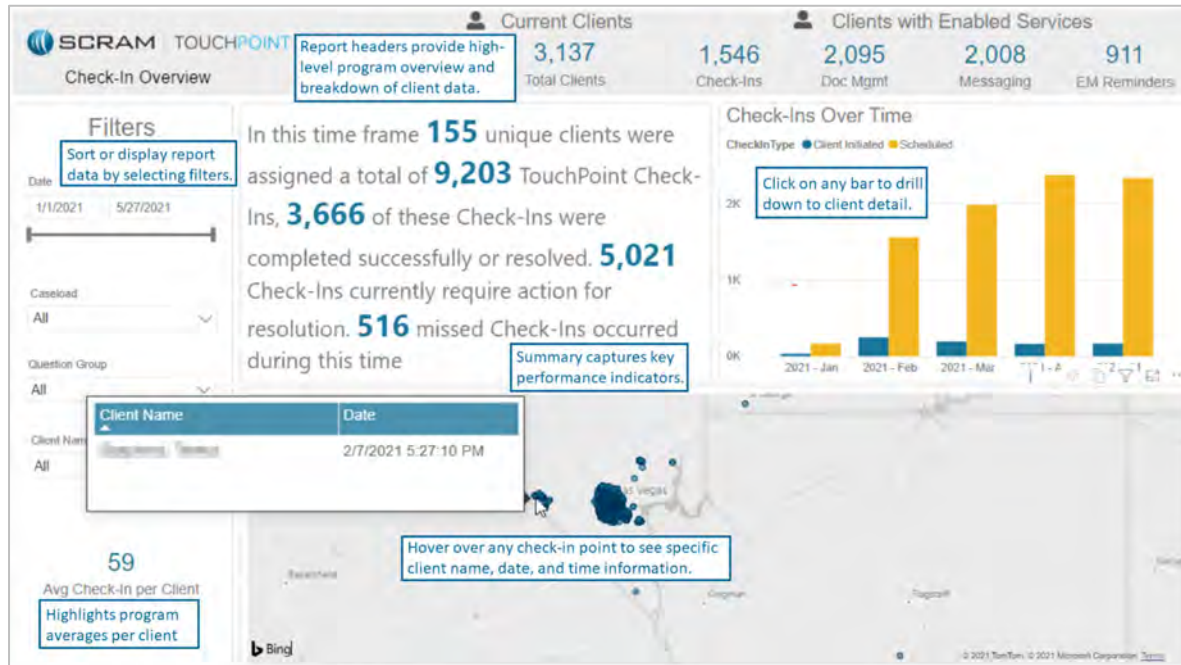 SCRAM TOUCHPOINT
Check-In Overview
Report headers provide high-
level program overview and
breakdown of client data.
Current Clients
3,137
Total Clients
Clients with Enabled Services
1,546
Check-Ins
2,095
Doc Mgmt
2,008
Messaging
911
EM Reminders
Filters
Sort or display report
data by selecting filters.
Date
1/1/2021 5/27/2021
Caseload
All
Question Group
All
Client Nam
All
In this time frame 155 unique clients were
assigned a total of 9,203 TouchPoint Check-
Ins, 3,666 of these Check-Ins were
completed successfully or resolved. 5,021
Check-Ins currently require action for
resolution. 516 missed Check-Ins occurred
during this time
Summary captures key
performance indicators.
Check-Ins Over Time
CheckInType Client Initiated Scheduled
Click on any bar to drill
down to client detail.
2K
1K
0K
2021 - Jan 2021 - Feb 2021 - Mar
Client Name Date
2/7/2021 5:27:10 PM
as Vegas
Hover over any check-in point to see specific
client name, date, and time information.
Flagstaff
59
Avg Check-In per Client
Highlights program
averages per client
Bing
© 2021 TomTom, © 2021 Microsoft Corporation Terms